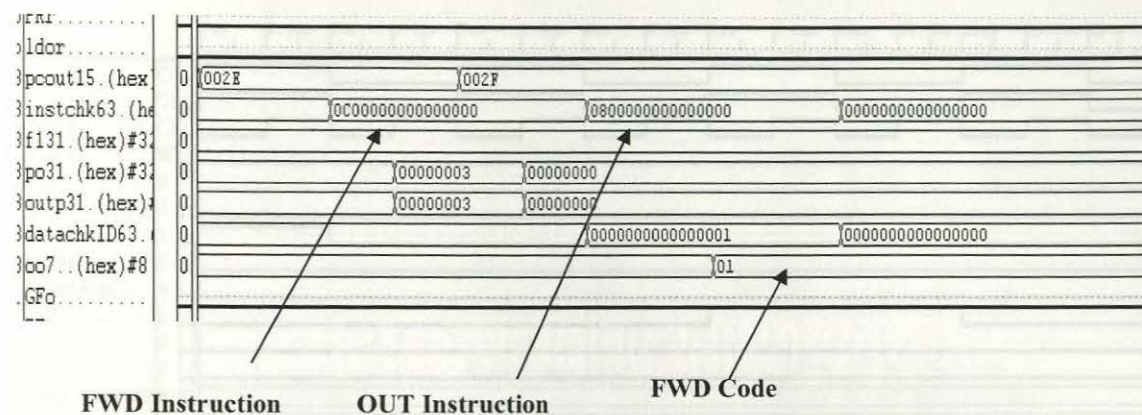 ldor.........
pcout15.(hex) 0 002E 002F
instchk63.(he 0 0C00000000000000 0800000000000000 0000000000000000
f131.(hex)#32 0
po31.(hex)#32 0 00000003 00000000
outp31.(hex)# 0 00000003 00000000
datachkID63. 0 0000000000000001 0000000000000000
oo7..(hex)#8 0 01
GFo..........
FWD Instruction OUT Instruction FWD Code